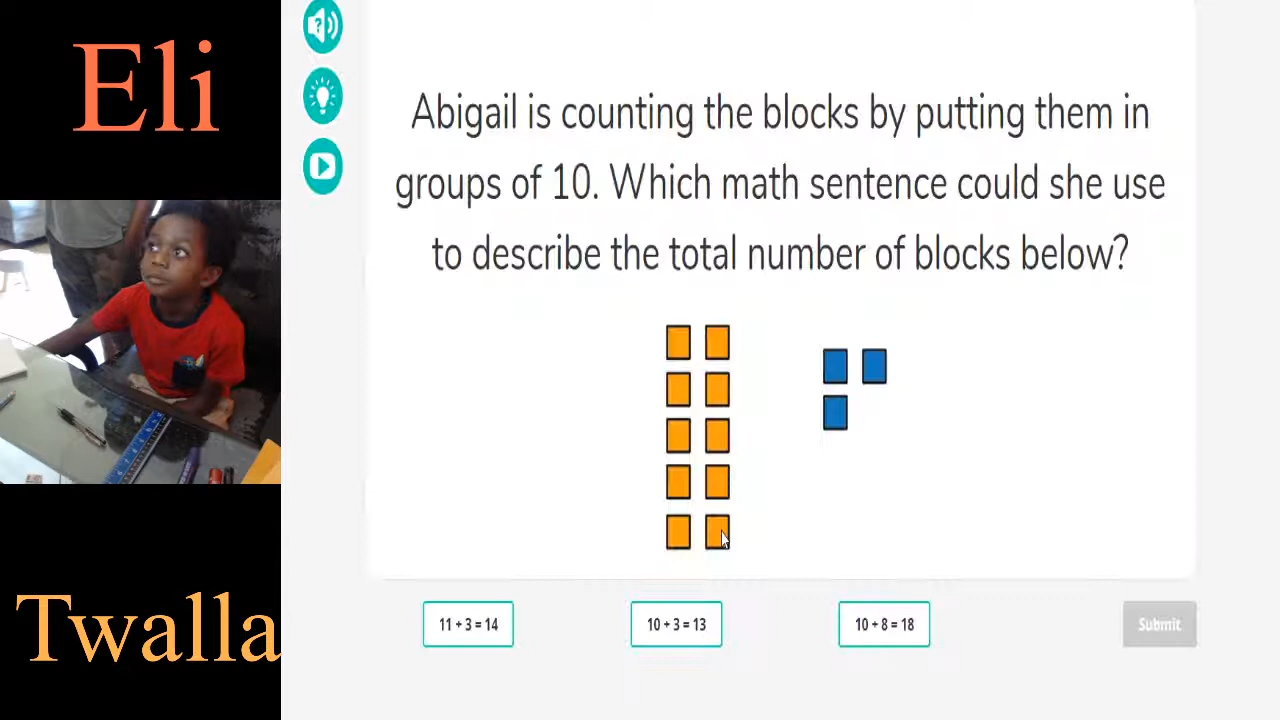 Eli
Twalla
Abigail is counting the blocks by putting them in
groups of 10. Which math sentence could she use
to describe the total number of blocks below?
11 + 3 = 14
10 + 3 = 13
10 + 8 = 18
Submit